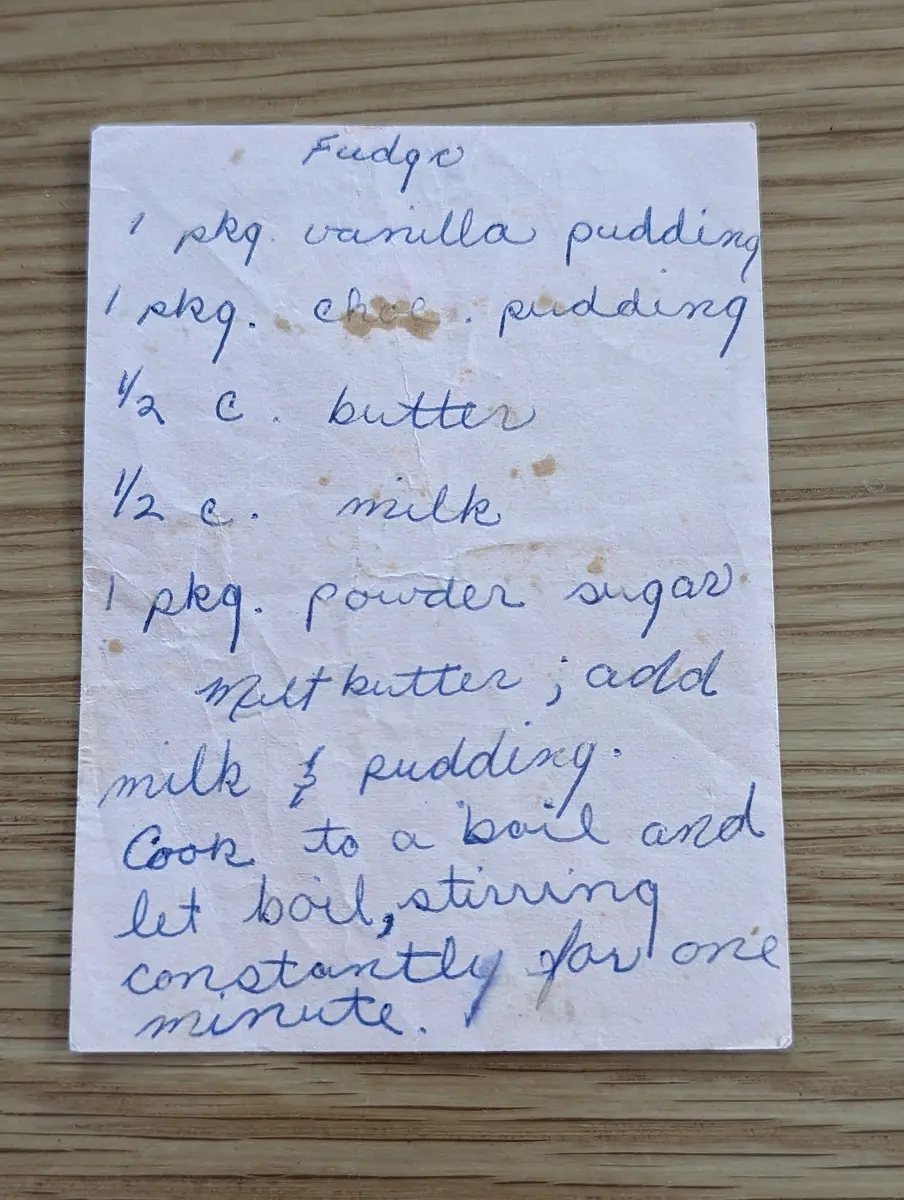 Fudge
1 pkg. vanilla pudding
1 pkg. choc. pudding
1/2 c. butter
1/2 c. milk
1 pkg. powder sugar
Melt butter; add
milk & pudding.
Cook to a boil and
let boil, stirring
constantly for one
minute.